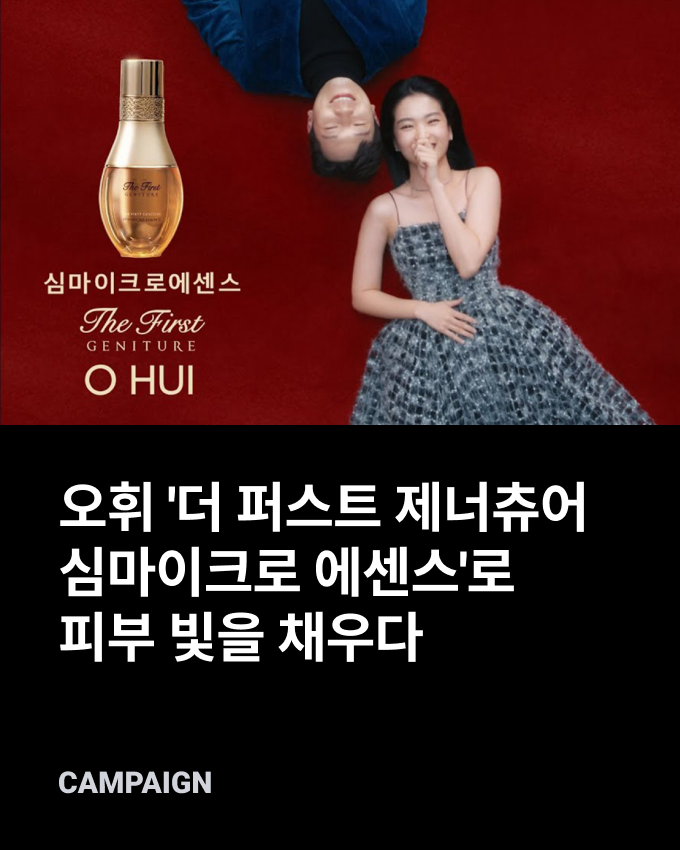 The First
GENITURE
심마이크로에센스
The First
GENITURE
O HUI
오휘 '더 퍼스트 제너츄어
심마이크로 에센스'로
피부 빛을 채우다
CAMPAIGN